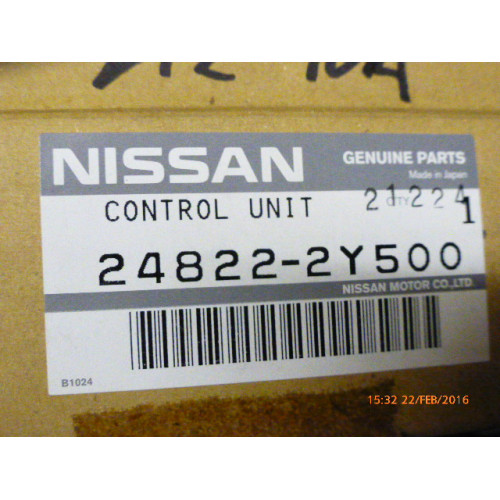 NISSAN GENUINE PARTS
Made in Japan
CONTROL UNIT 21224
QTY 1
24822-2Y500
NISSAN MOTOR CO.,LTD.
B1024
15:32 22/FEB/2016